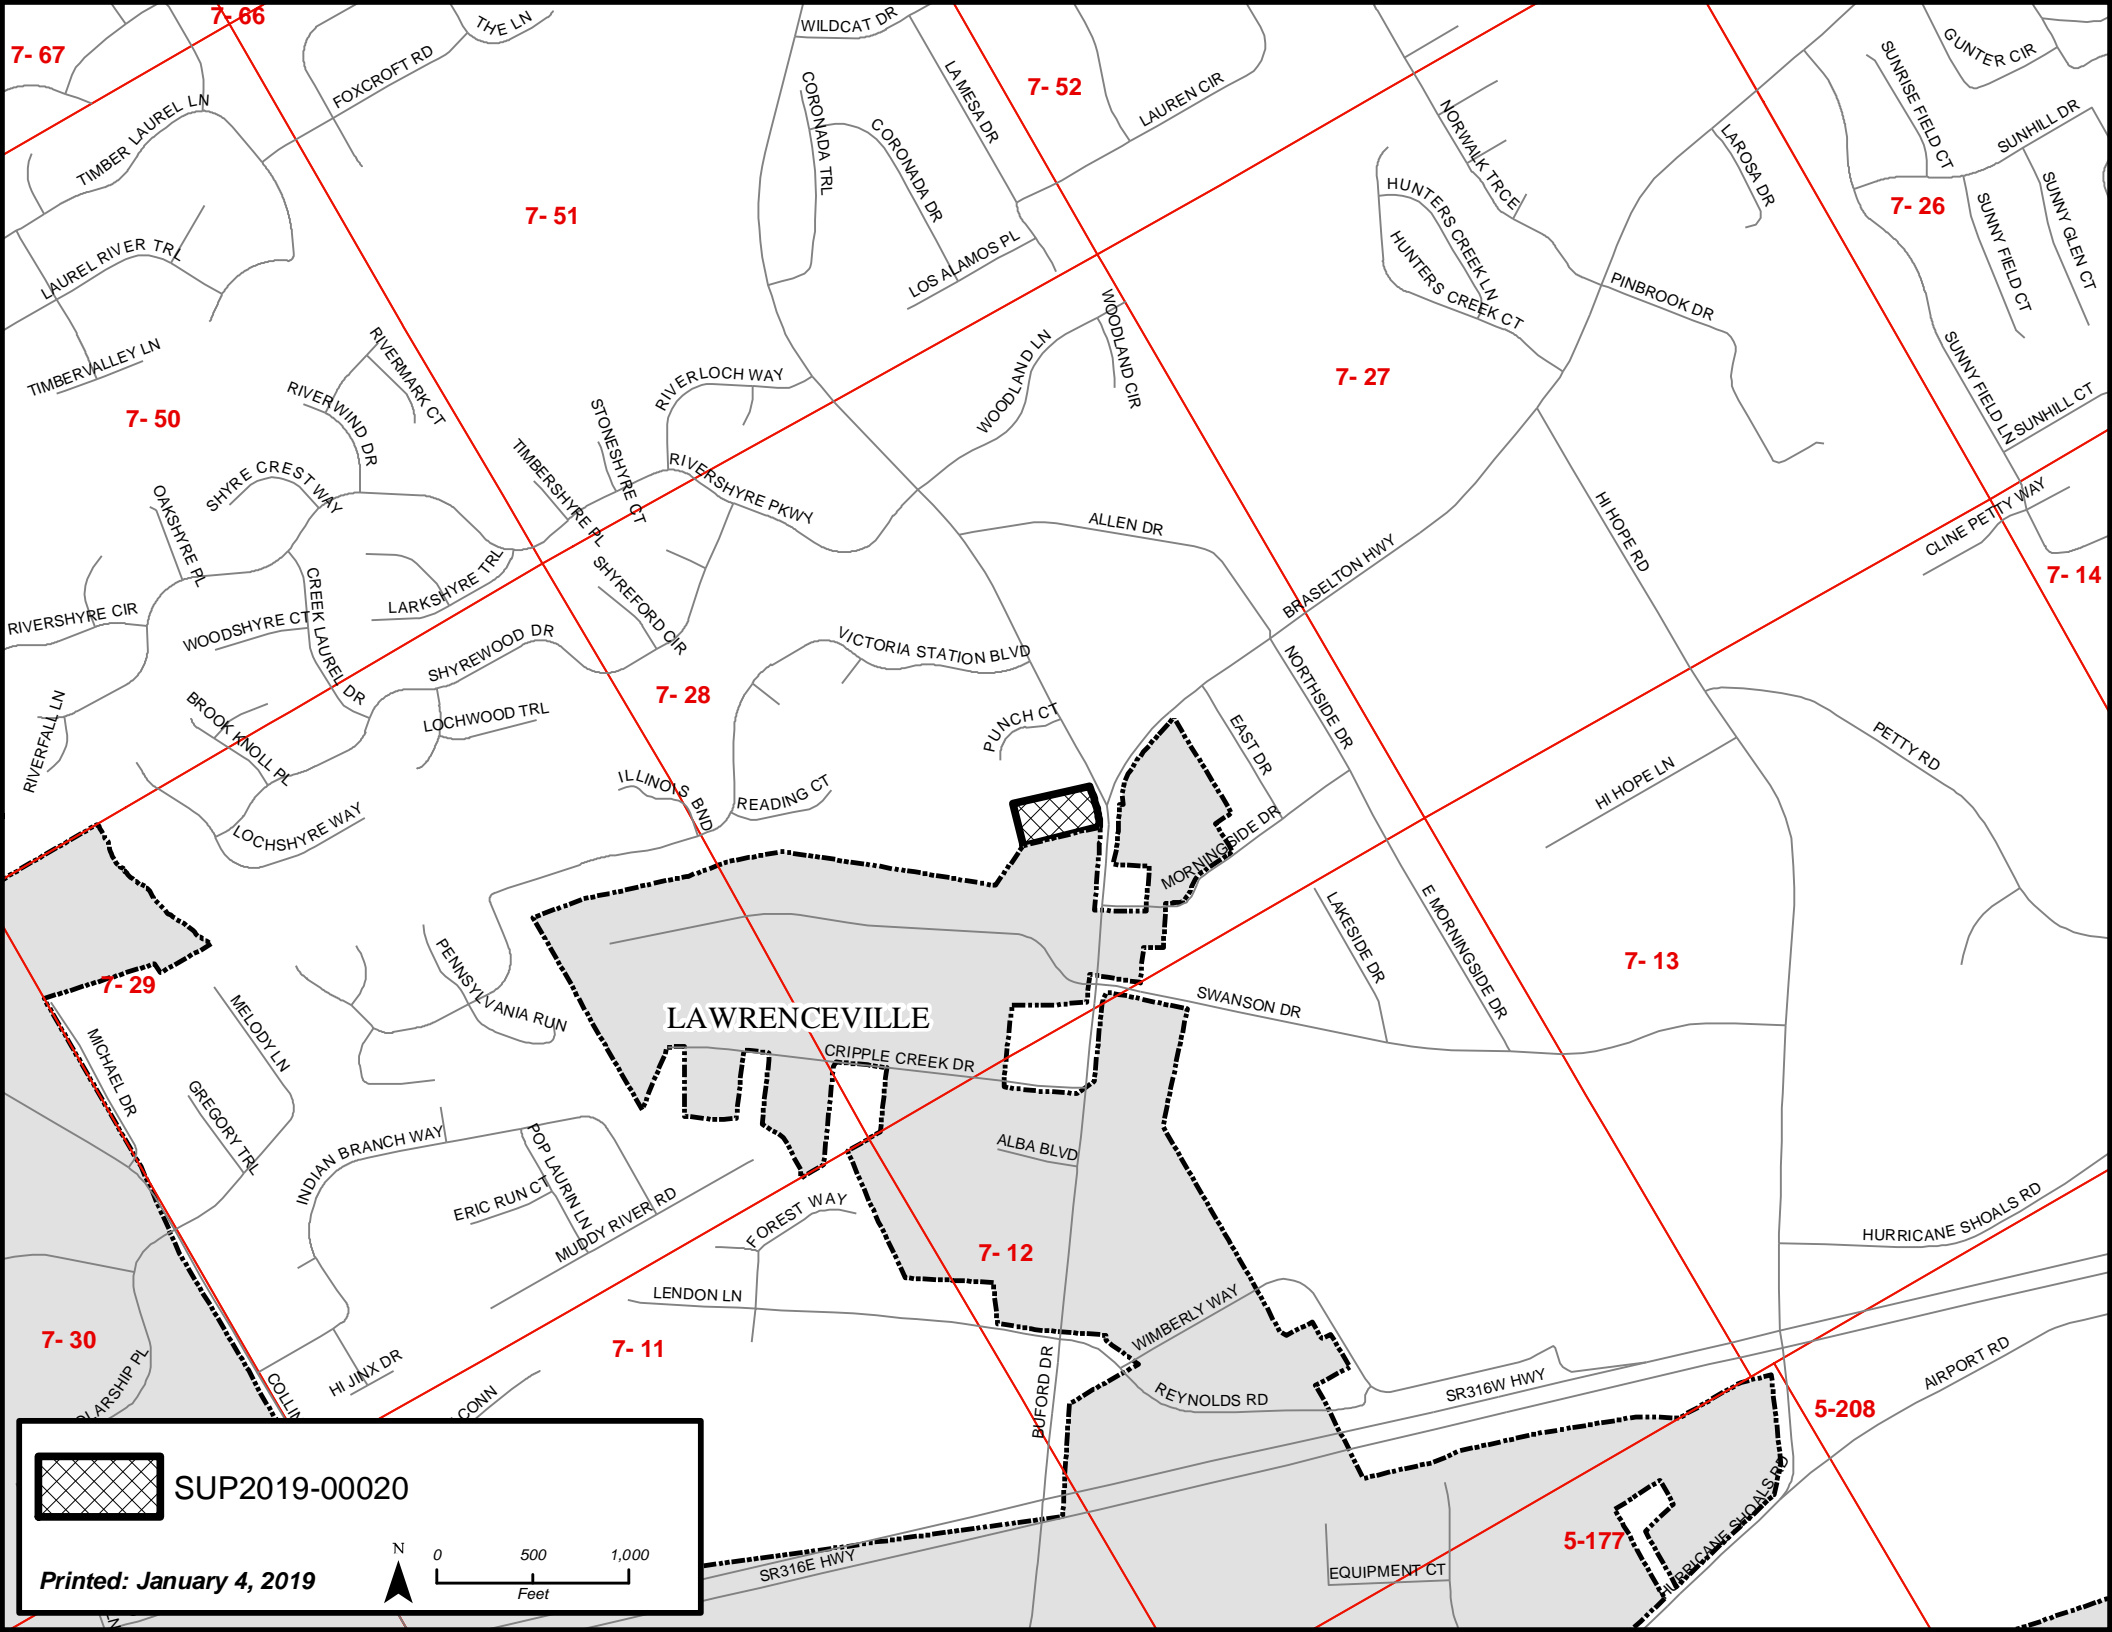 7- 66
7- 67
THE LN
FOXCROFT RD
WILDCAT DR
LA MESA DR
7- 52
LAUREN CIR
GUNTER CIR
SUNRISE FIELD CT
SUNHILL DR
TIMBER LAUREL LN
CORONADA TRL
CORONADA DR
NORWALK TRCE
LAROSA DR
7- 51
HUNTERS CREEK LN
7- 26
SUNNY FIELD CT
SUNNY GLEN CT
LAUREL RIVER TRL
LOS ALAMOS PL
HUNTERS CREEK CT
PINBROOK DR
TIMBERVALLEY LN
RIVERMARK CT
WOODLAND CIR
WOODLAND LN
SUNNY FIELD LN
7- 27
RIVERWIND DR
RIVERLOCH WAY
7- 50
STONESHYRE CT
SUNHILL CT
TIMBERSHYRE PL
SHYRE CREST WAY
RIVERSHYRE PKWY
OAKSHYRE PL
ALLEN DR
HI HOPE RD
CLINE PETTY WAY
BRASELTON HWY
7- 14
RIVERSHYRE CIR
CREEK LAUREL DR
LARKSHYRE TRL
SHYREFORD CIR
WOODSHYRE CT
SHYREWOOD DR
VICTORIA STATION BLVD
NORTHSIDE DR
7- 28
RIVERFALL LN
BROOK KNOLL PL
LOCHWOOD TRL
PUNCH CT
EAST DR
PETTY RD
HI HOPE LN
ILLINOIS BND
READING CT
LOCHSHYRE WAY
MORNINGSIDE DR
E MORNINGSIDE DR
LAKESIDE DR
7- 13
7- 29
PENNSYLVANIA RUN
MELODY LN
SWANSON DR
LAWRENCEVILLE
MICHAEL DR
CRIPPLE CREEK DR
GREGORY TRL
INDIAN BRANCH WAY
POP LAURIN LN
ALBA BLVD
ERIC RUN CT
MUDDY RIVER RD
FOREST WAY
HURRICANE SHOALS RD
7- 12
LENDON LN
WIMBERLY WAY
7- 30
7- 11
AIRPORT RD
HI JINX DR
BUFORD DR
REYNOLDS RD
SR316W HWY
5-208
SR316E HWY
5-177
HURRICANE SHOALS RD
EQUIPMENT CT
SUP2019-00020
N
0 500 1,000
Feet
Printed: January 4, 2019